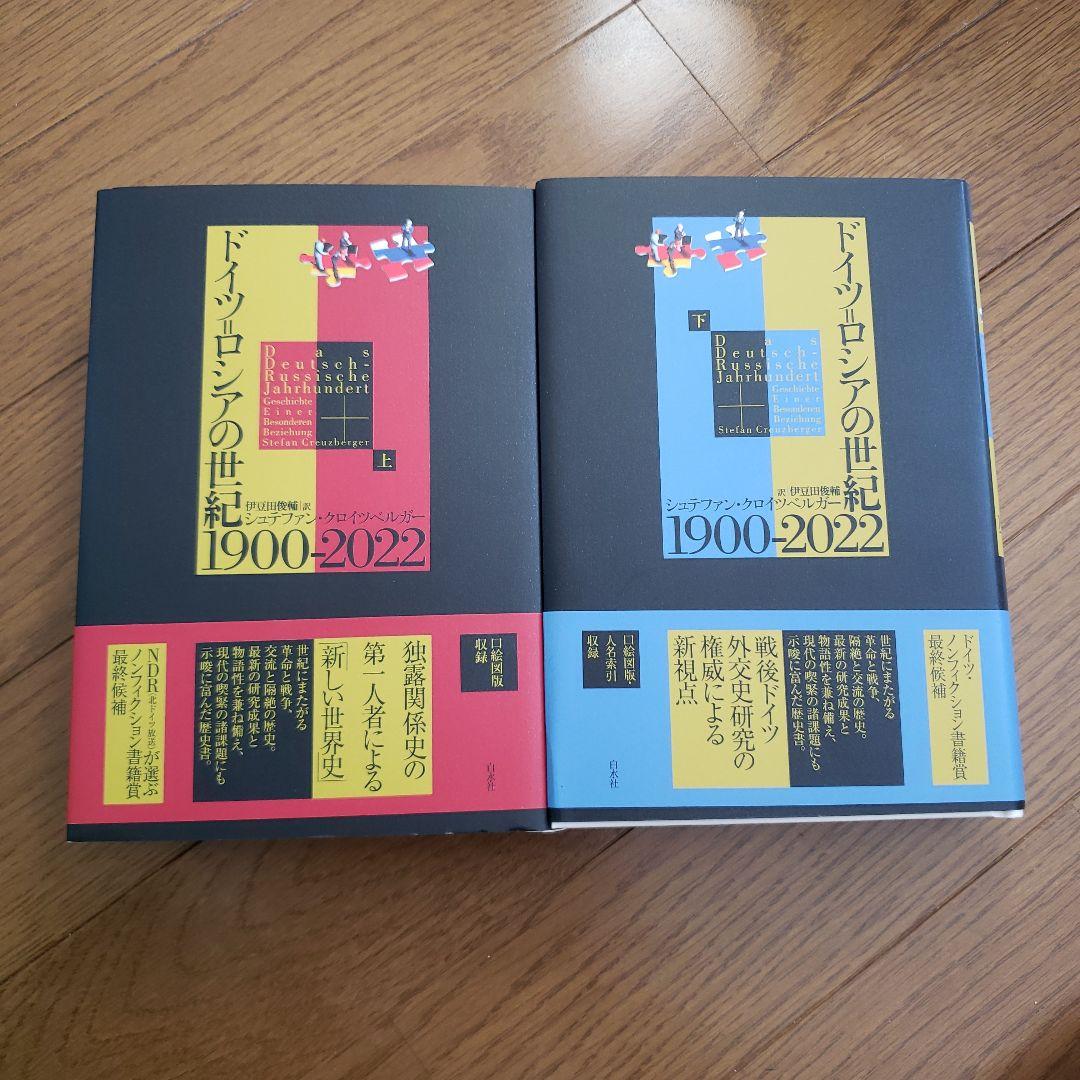 ドイツ=ロシアの世紀
Das
Deutsch-
Russische
Jahrhundert
Geschichte
Einer
Besonderen
Beziehung
Stefan Creuzberger
上
伊豆田俊輔|訳
シュテファン・クロイツベルガー
1900-2022
口絵図版
収録
独露関係史の
第一人者による
「新しい世界史」
世紀にまたがる
革命と戦争、
交流と隔絶の歴史。
最新の研究成果と
物語性を兼ね備え、
現代の喫緊の諸課題にも
示唆に富んだ歴史書。
NDR(北ドイツ放送)が選ぶ
ノンフィクション書籍賞
最終候補
白水社
ドイツ=ロシアの世紀
下
Das
Deutsch-
Russische
Jahrhundert
Geschichte
Einer
Besonderen
Beziehung
Stefan Creuzberger
訳 伊豆田俊輔
シュテファン・クロイツベルガー
1900-2022
ドイツ・
ノンフィクション書籍賞
最終候補
世紀にまたがる
革命と戦争、
隔絶と交流の歴史。
最新の研究成果と
物語性を兼ね備え、
現代の喫緊の諸課題にも
示唆に富んだ歴史書。
戦後ドイツ
外交史研究の
権威による
新視点
口絵図版・
人名索引
収録
白水社